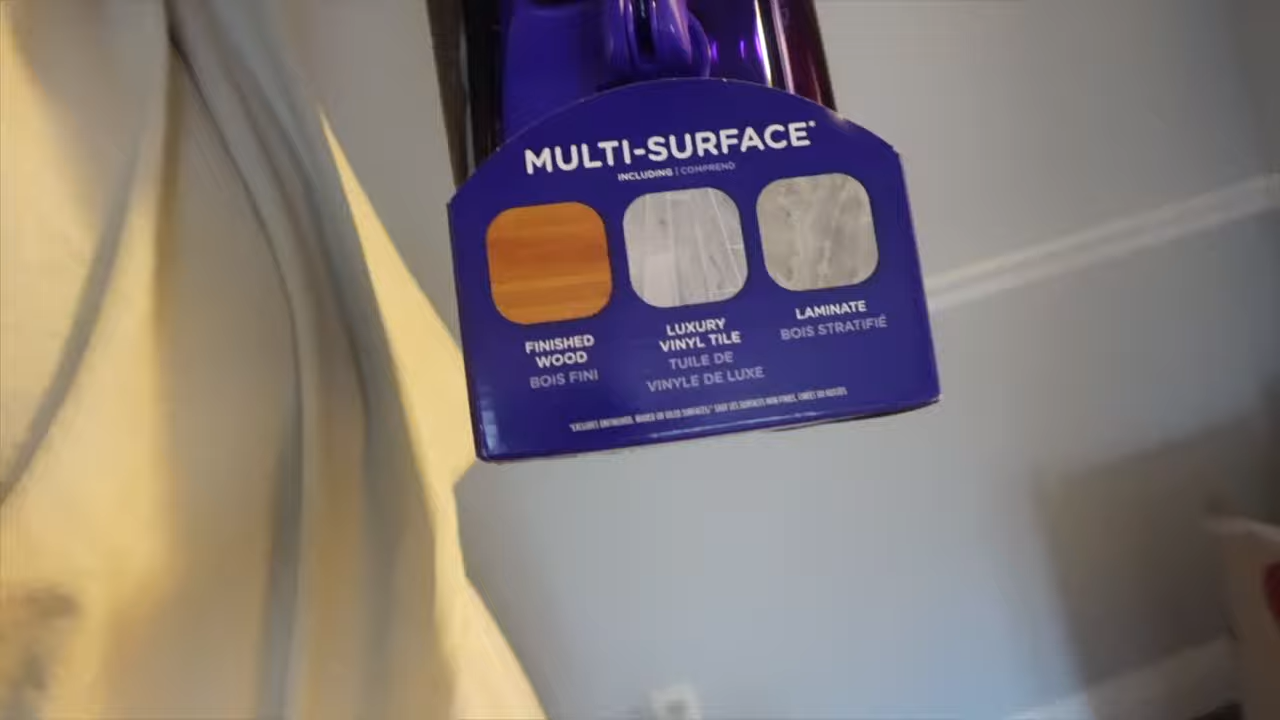 MULTI-SURFACE*
INCLUDING | COMPREND
FINISHED
WOOD
BOIS FINI
LUXURY
VINYL TILE
TUILE DE
VINYLE DE LUXE
LAMINATE
BOIS STRATIFIÉ